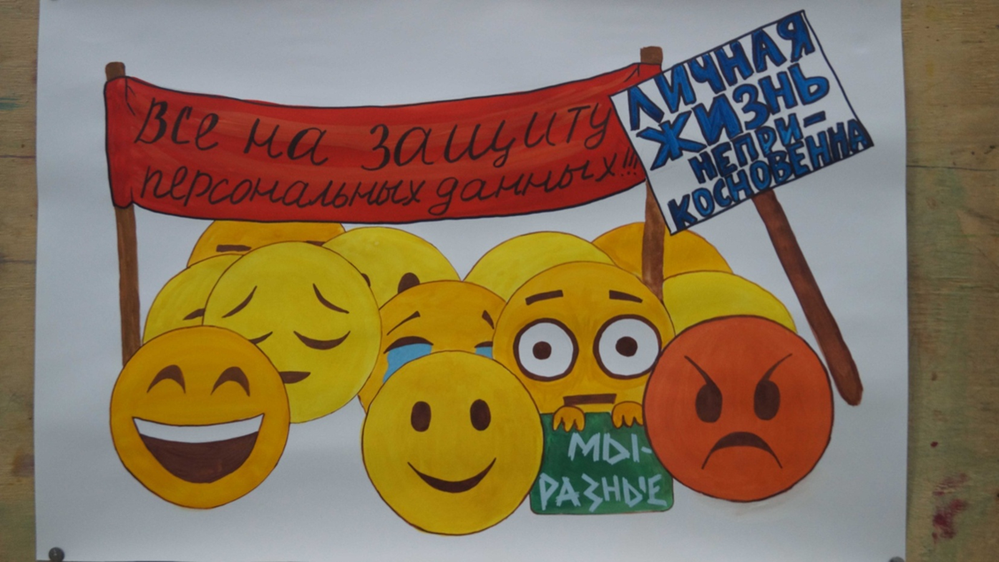 Все на защиту
персональных данных!!!
ЛИЧНАЯ
ЖИЗНЬ
НЕПРИ-
КОСНОВЕННА
МЫ-
РАЗНЫЕ